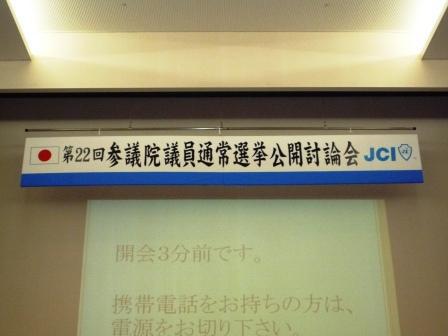 第22回参議院議員通常選挙公開討論会 JCI
開会3分前です。
携帯電話をお持ちの方は、
電源をお切り下さい。